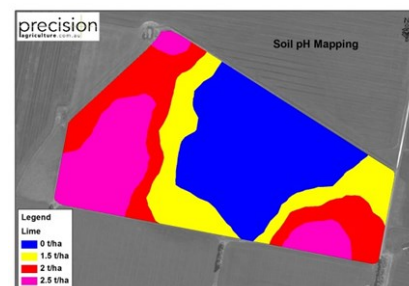 precision
agriculture.com.au
Soil pH Mapping
Legend
Lime
0 t/ha
1.5 t/ha
2 t/ha
2.5 t/ha